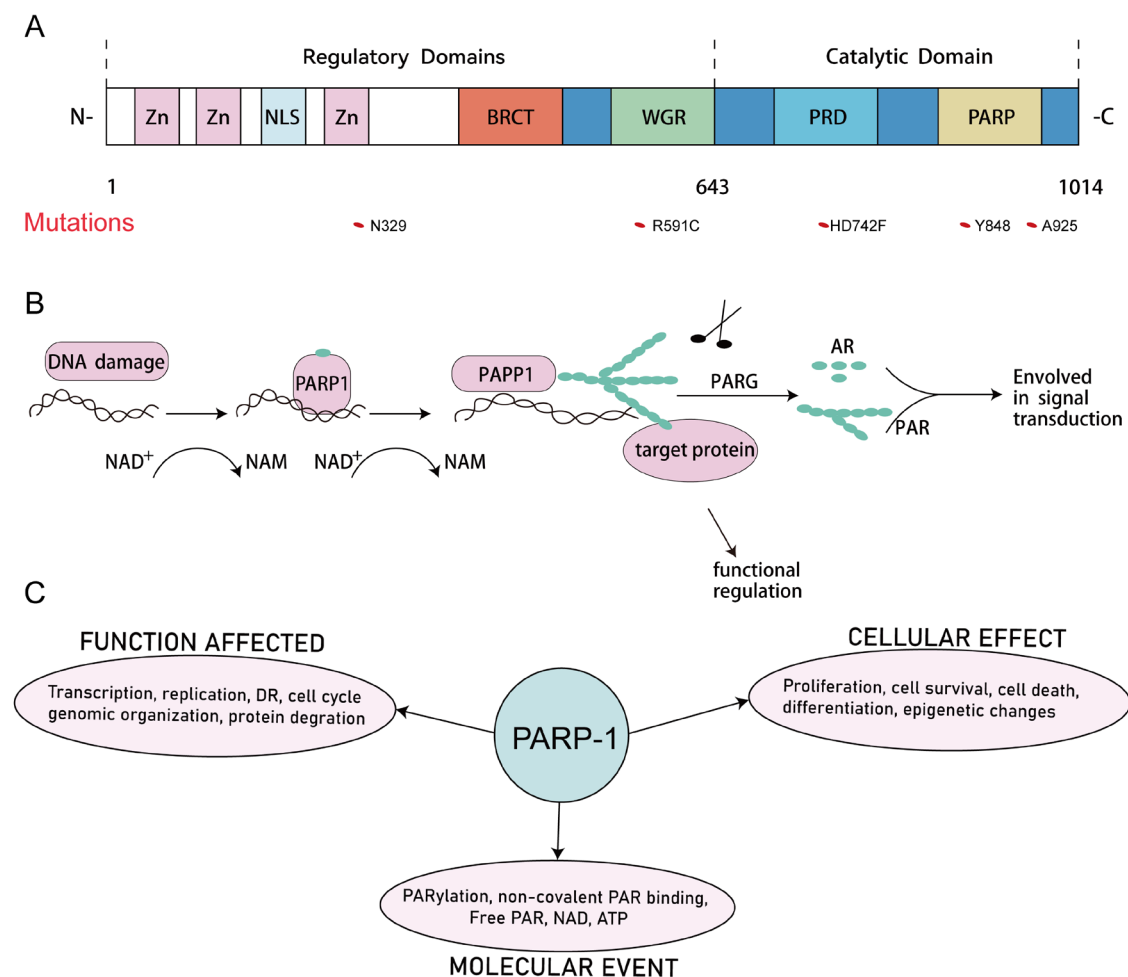 A
Regulatory Domains
Catalytic Domain
N-
Zn
Zn
NLS
Zn
BRCT
WGR
PRD
PARP
-C
1
643
1014
Mutations
N329
R591C
HD742F
Y848
A925
B
DNA damage
PARP1
PAPP1
PARG
AR
PAR
Envolved
in signal
transduction
target protein
NAD+
NAM
NAD+
NAM
functional
regulation
C
FUNCTION AFFECTED
Transcription, replication, DR, cell cycle
genomic organization, protein degration
CELLULAR EFFECT
Proliferation, cell survival, cell death,
differentiation, epigenetic changes
PARP-1
PARylation, non-covalent PAR binding,
Free PAR, NAD, ATP
MOLECULAR EVENT